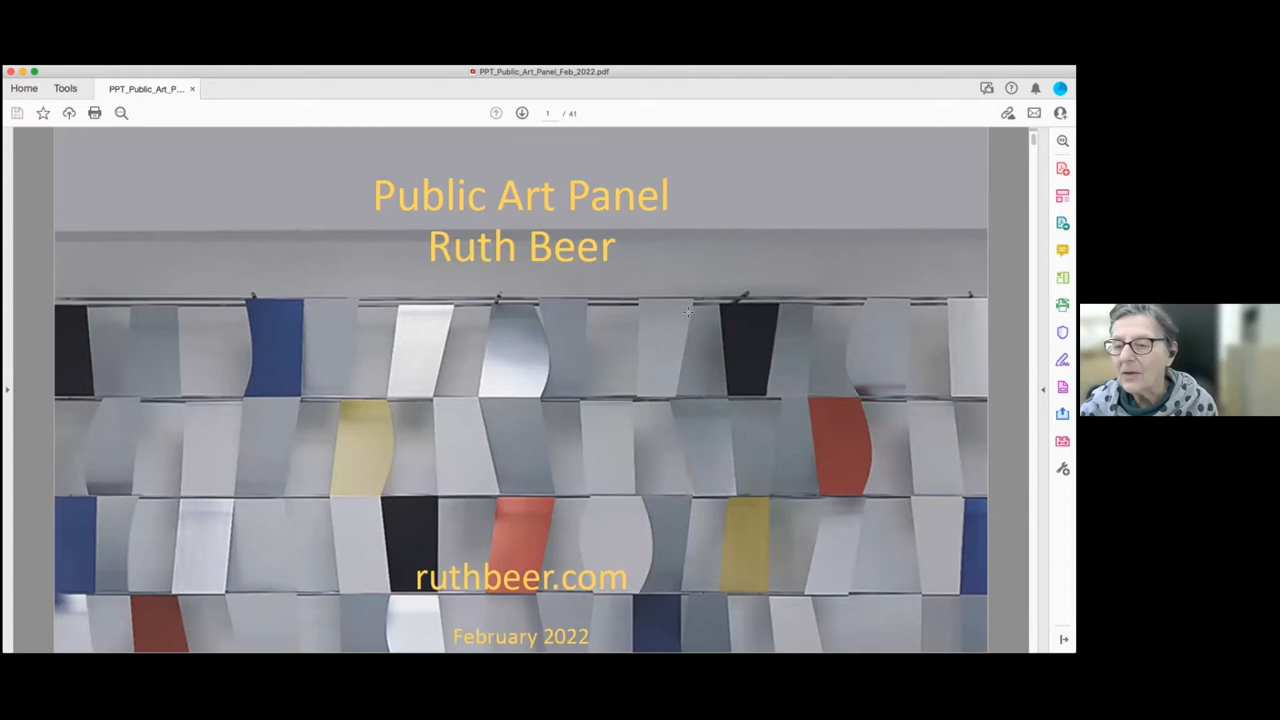 PPT_Public_Art_Panel_Feb_2022.pdf
Home Tools PPT_Public_Art_P... ×
1 / 41
Public Art Panel
Ruth Beer
ruthbeer.com
February 2022